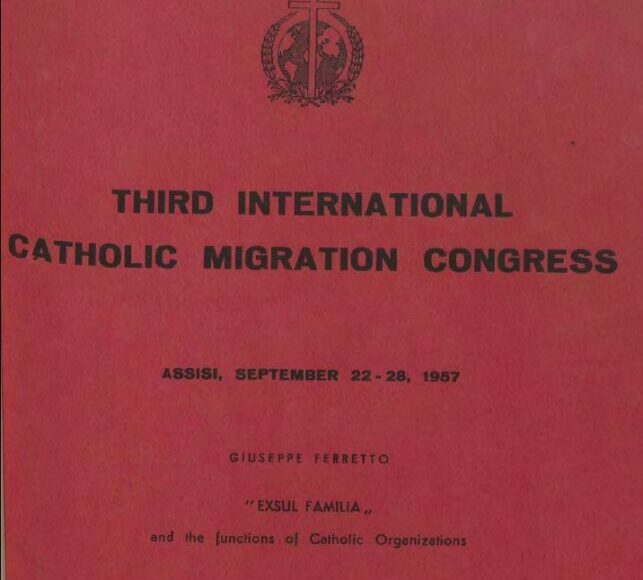 THIRD INTERNATIONAL
CATHOLIC MIGRATION CONGRESS
ASSISI, SEPTEMBER 22 - 28, 1957
GIUSEPPE FERRETTO
"EXSUL FAMILIA„
and the functions of Catholic Organizations